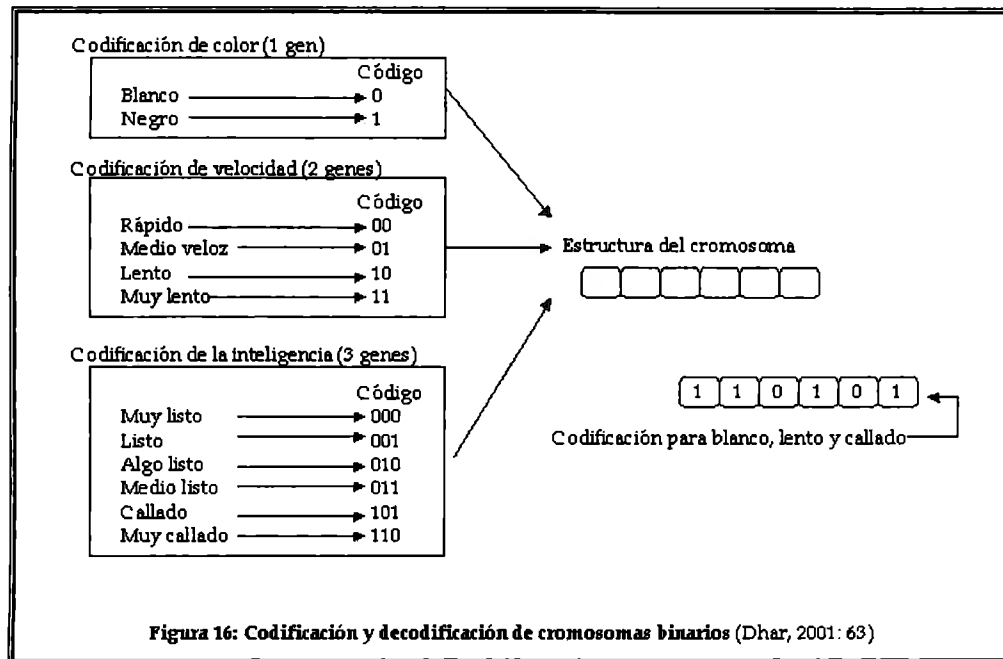 Codificación de color (1 gen)
Código
Blanco 0
Negro 1
Codificación de velocidad (2 genes)
Código
Rápido 00
Medio veloz 01
Lento 10
Muy lento 11
Codificación de la inteligencia (3 genes)
Código
Muy listo 000
Listo 001
Algo listo 010
Medio listo 011
Callado 101
Muy callado 110
Estructura del cromosoma
1 1 0 1 0 1
Codificación para blanco, lento y callado
Figura 16: Codificación y decodificación de cromosomas binarios (Dhar, 2001: 63)